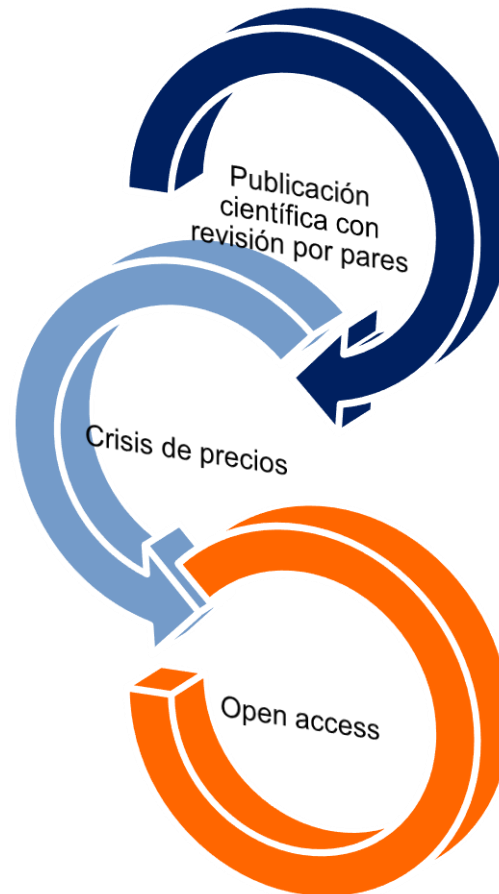 Publicación
científica con
revisión por pares
Crisis de precios
Open access